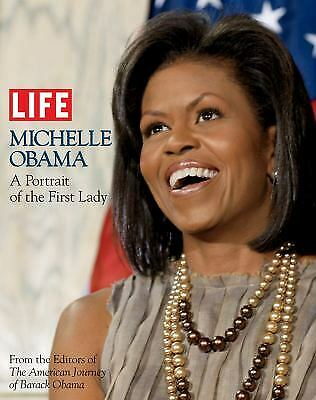 LIFE
MICHELLE
OBAMA
A Portrait
of the First Lady
From the Editors of
The American Journey
of Barack Obama